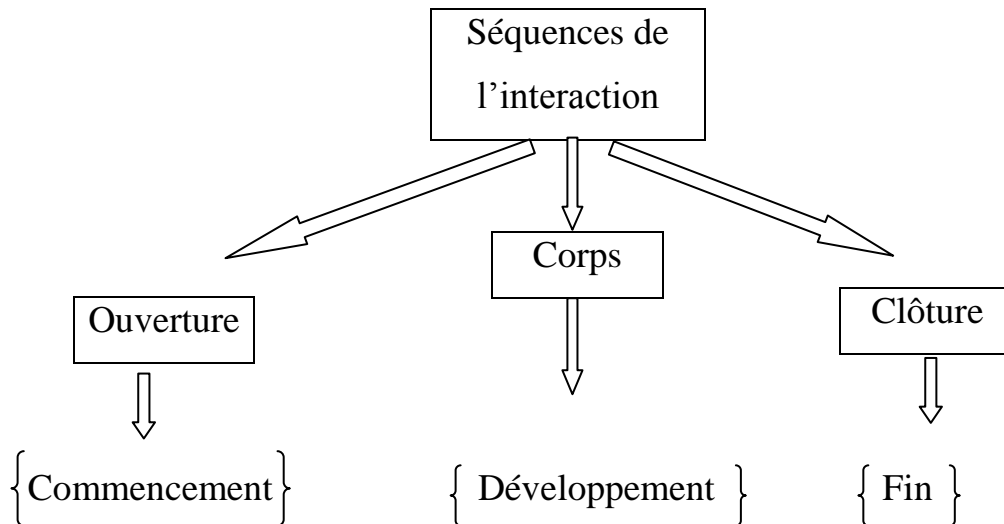 Séquences de
l’interaction
Corps
Ouverture
Clôture
{Commencement}
{ Développement }
{ Fin }